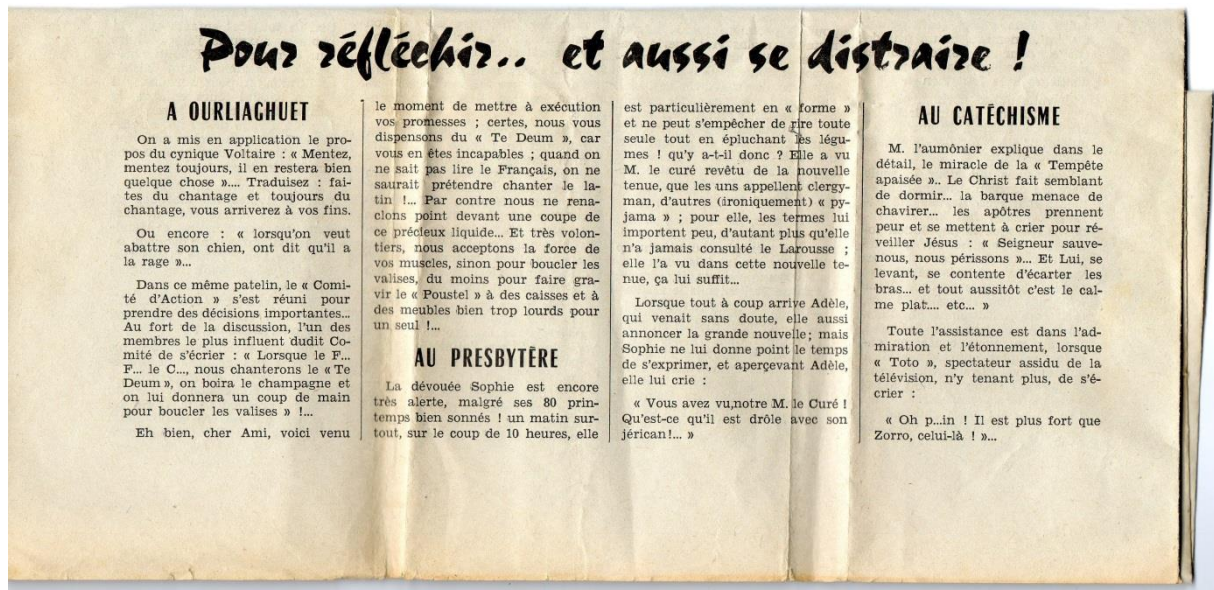 Pour réfléchir.. et aussi se distraire !
A OURLIAGHUET
On a mis en application le pro-
pos du cynique Voltaire : « Mentez,
mentez toujours, il en restera bien
quelque chose ».... Traduisez : fai-
tes du chantage et toujours du
chantage, vous arriverez à vos fins.
Ou encore : « lorsqu'on veut
abattre son chien, ont dit qu'il a
la rage »...
Dans ce même patelin, le « Comi-
té d'Action » s'est réuni pour
prendre des décisions importantes...
Au fort de la discussion, l'un des
membres le plus influent dudit Co-
mité de s'écrier : « Lorsque le F...
F... le C..., nous chanterons le « Te
Deum », on boira le champagne et
on lui donnera un coup de main
pour boucler les valises » !...
Eh bien, cher Ami, voici venu
le moment de mettre à exécution
vos promesses ; certes, nous vous
dispensons du « Te Deum », car
vous en êtes incapables ; quand on
ne sait pas lire le Français, on ne
saurait prétendre chanter le la-
tin !... Par contre nous ne rena-
clons point devant une coupe de
ce précieux liquide... Et très volon-
tiers, nous acceptons la force de
vos muscles, sinon pour boucler les
valises, du moins pour faire gra-
vir le « Poustel » à des caisses et à
des meubles bien trop lourds pour
un seul !...
AU PRESBYTÈRE
La dévouée Sophie est encore
très alerte, malgré ses 80 prin-
temps bien sonnés ! un matin sur-
tout, sur le coup de 10 heures, elle
est particulièrement en « forme »
et ne peut s'empêcher de rire toute
seule tout en épluchant les légu-
mes ! qu'y a-t-il donc ? Elle a vu
M. le curé revêtu de la nouvelle
tenue, que les uns appellent clergy-
man, d'autres (ironiquement) « py-
jama » ; pour elle, les termes lui
importent peu, d'autant plus qu'elle
n'a jamais consulté le Larousse ;
elle l'a vu dans cette nouvelle te-
nue, ça lui suffit...
Lorsque tout à coup arrive Adèle,
qui venait sans doute, elle aussi
annoncer la grande nouvelle; mais
Sophie ne lui donne point le temps
de s'exprimer, et aperçevant Adèle,
elle lui crie :
« Vous avez vu,notre M. le Curé !
Qu'est-ce qu'il est drôle avec son
jérican!... »
AU CATÉCHISME
M. l'aumônier explique dans le
détail, le miracle de la « Tempête
apaisée ».. Le Christ fait semblant
de dormir... la barque menace de
chavirer... les apôtres prennent
peur et se mettent à crier pour ré-
veiller Jésus : « Seigneur sauve-
nous, nous périssons »... Et Lui, se
levant, se contente d'écarter les
bras... et tout aussitôt c'est le cal-
me plat.... etc... »
Toute l'assistance est dans l'ad-
miration et l'étonnement, lorsque
« Toto », spectateur assidu de la
télévision, n'y tenant plus, de s'é-
crier :
« Oh p...in ! Il est plus fort que
Zorro, celui-là ! »...